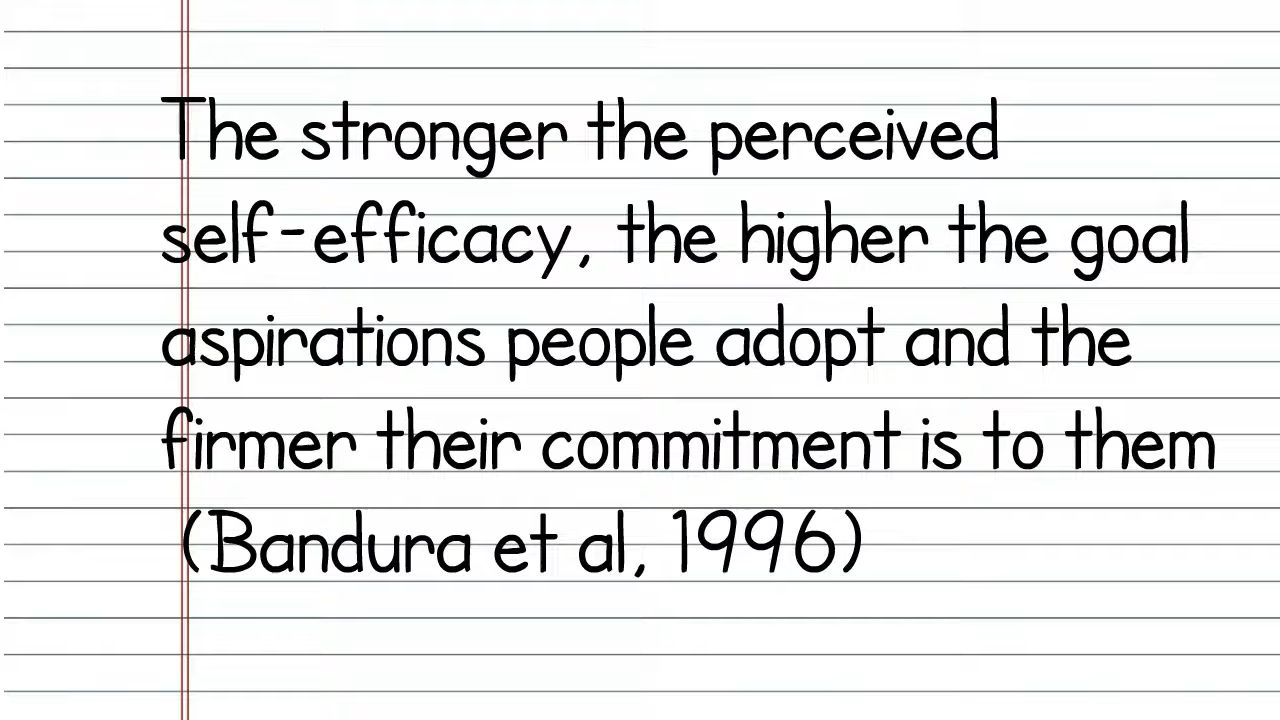 The stronger the perceived
self-efficacy, the higher the goal
aspirations people adopt and the
firmer their commitment is to them
(Bandura et al, 1996)